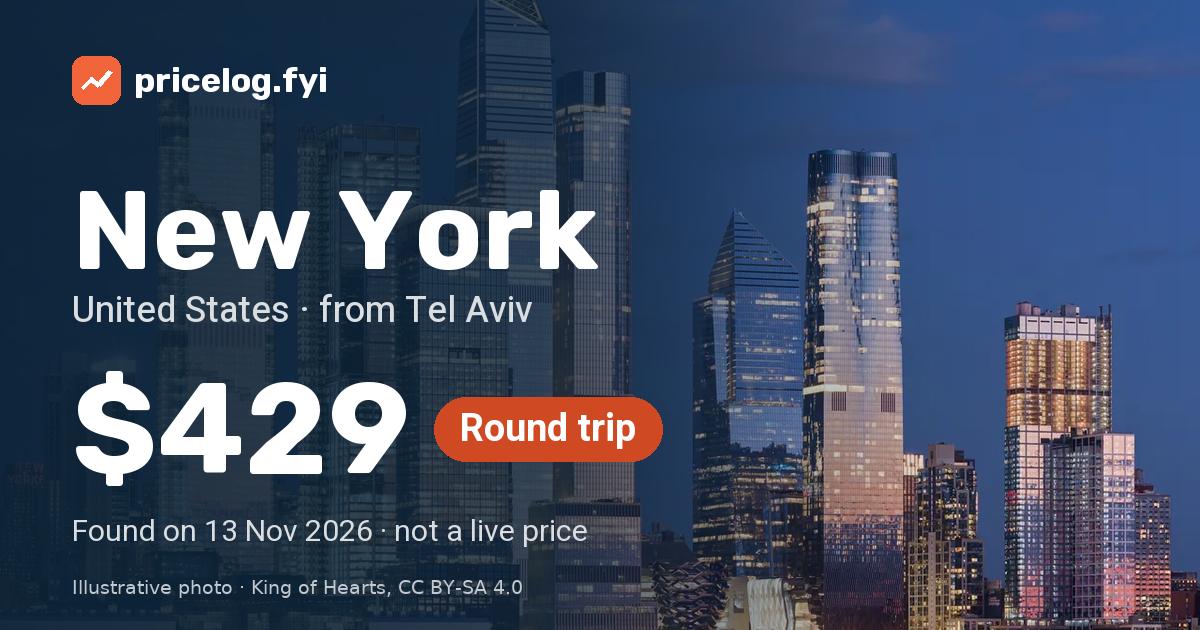 pricelog.fyi
New York
United States · from Tel Aviv
$429 Round trip
Found on 13 Nov 2026 · not a live price
Illustrative photo · King of Hearts, CC BY-SA 4.0